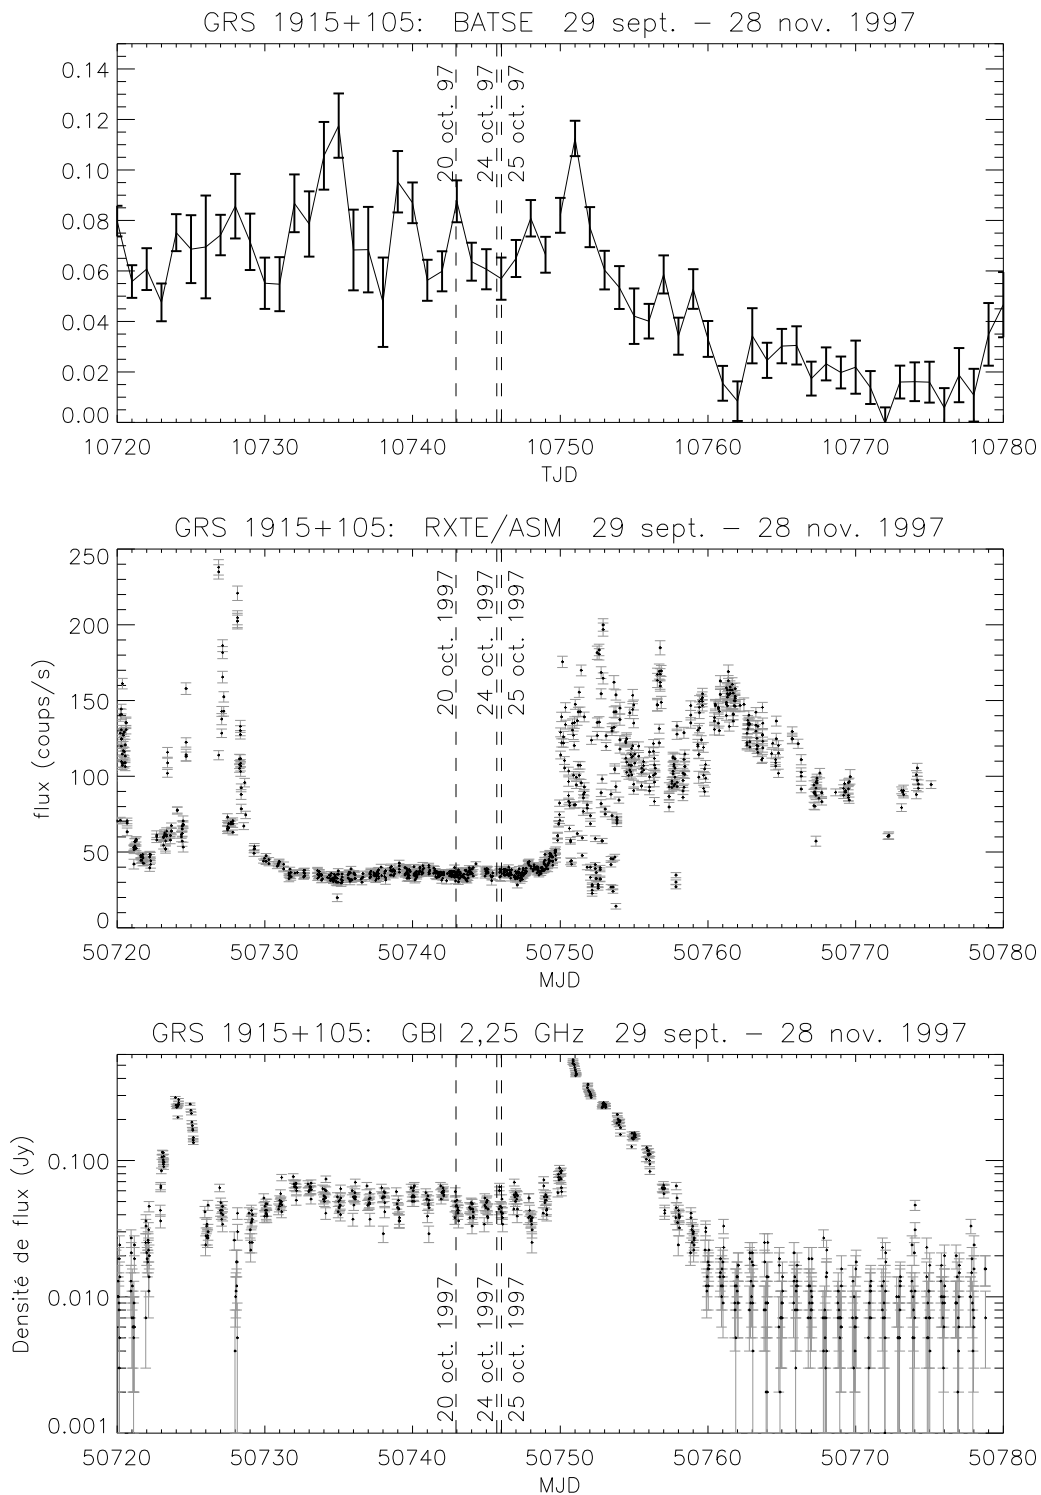 GRS 1915+105: BATSE 29 sept. – 28 nov. 1997
0.14
0.12
0.10
0.08
0.06
0.04
0.02
0.00
20 oct. 97
24 oct. 97
25 oct. 97
10720 10730 10740 10750 10760 10770 10780
TJD
GRS 1915+105: RXTE/ASM 29 sept. – 28 nov. 1997
flux (coups/s)
250
200
150
100
50
0
20 oct. 1997
24 oct. 1997
25 oct. 1997
50720 50730 50740 50750 50760 50770 50780
MJD
GRS 1915+105: GBI 2,25 GHz 29 sept. – 28 nov. 1997
Densité de flux (Jy)
0.100
0.010
0.001
20 oct. 1997
24 oct. 1997
25 oct. 1997
50720 50730 50740 50750 50760 50770 50780
MJD